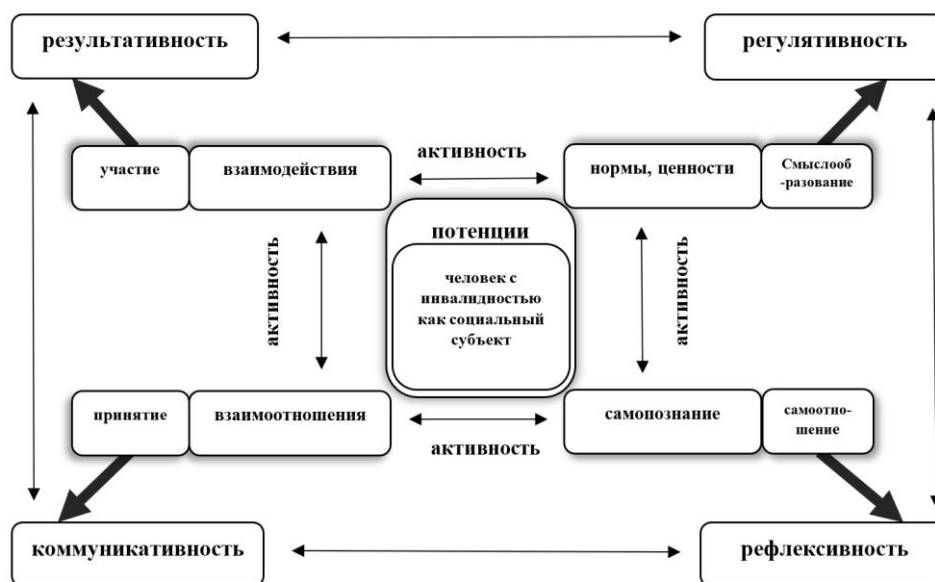 результативность
регулятивность
активность
участие
взаимодействия
нормы, ценности
Смыслооб
-разование
потенции
активность
человек с
инвалидностью
как социальный
субъект
активность
принятие
взаимоотношения
самопознание
самоотно-
шение
активность
коммуникативность
рефлексивность